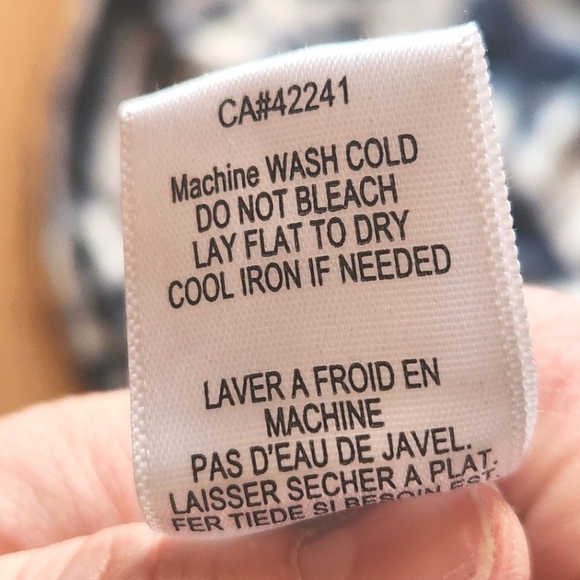 CA#42241
Machine WASH COLD
DO NOT BLEACH
LAY FLAT TO DRY
COOL IRON IF NEEDED
LAVER A FROID EN
MACHINE
PAS D'EAU DE JAVEL.
LAISSER SECHER A PLAT.
FER TIEDE SI BESOIN EST.